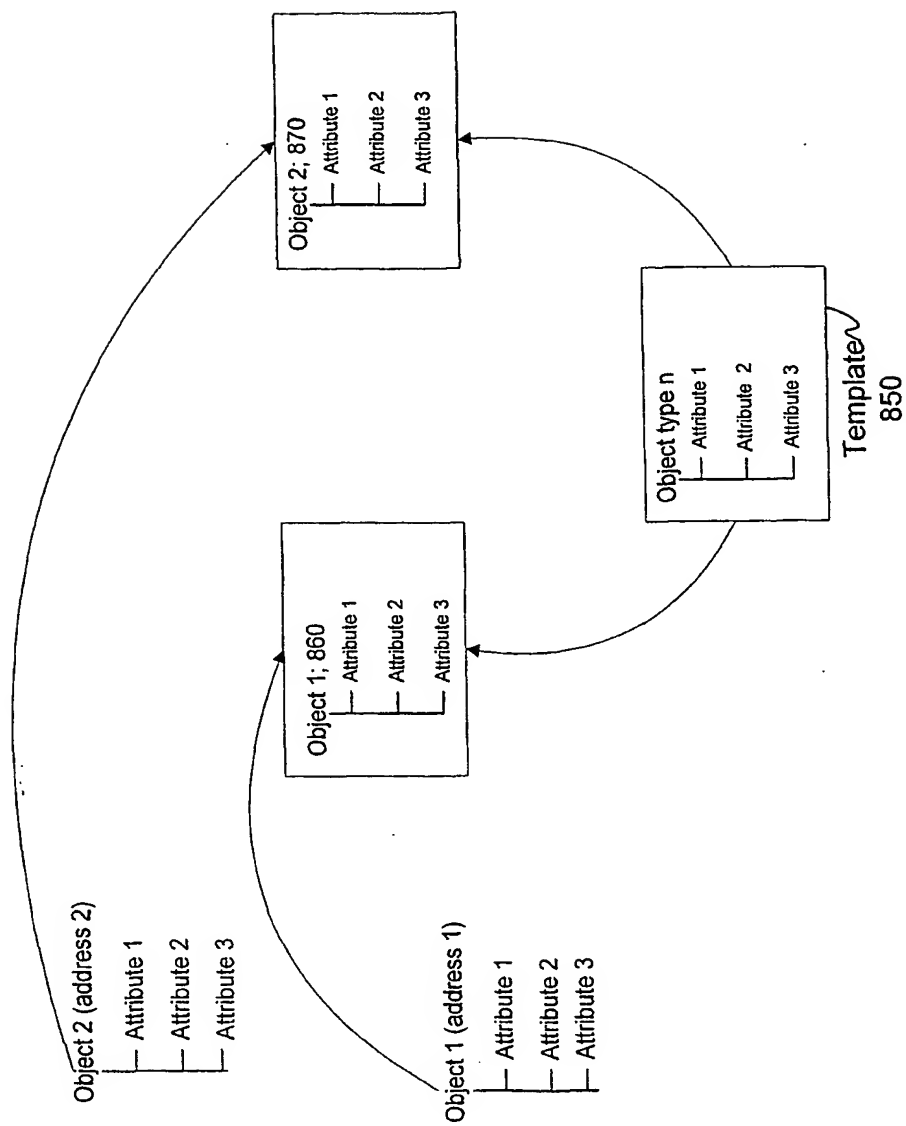 Object 2 (address 2)
Attribute 1
Attribute 2
Attribute 3
Object 1 (address 1)
Attribute 1
Attribute 2
Attribute 3
Object 1; 860
Attribute 1
Attribute 2
Attribute 3
Object 2; 870
Attribute 1
Attribute 2
Attribute 3
Object type n
Attribute 1
Attribute 2
Attribute 3
Template
850